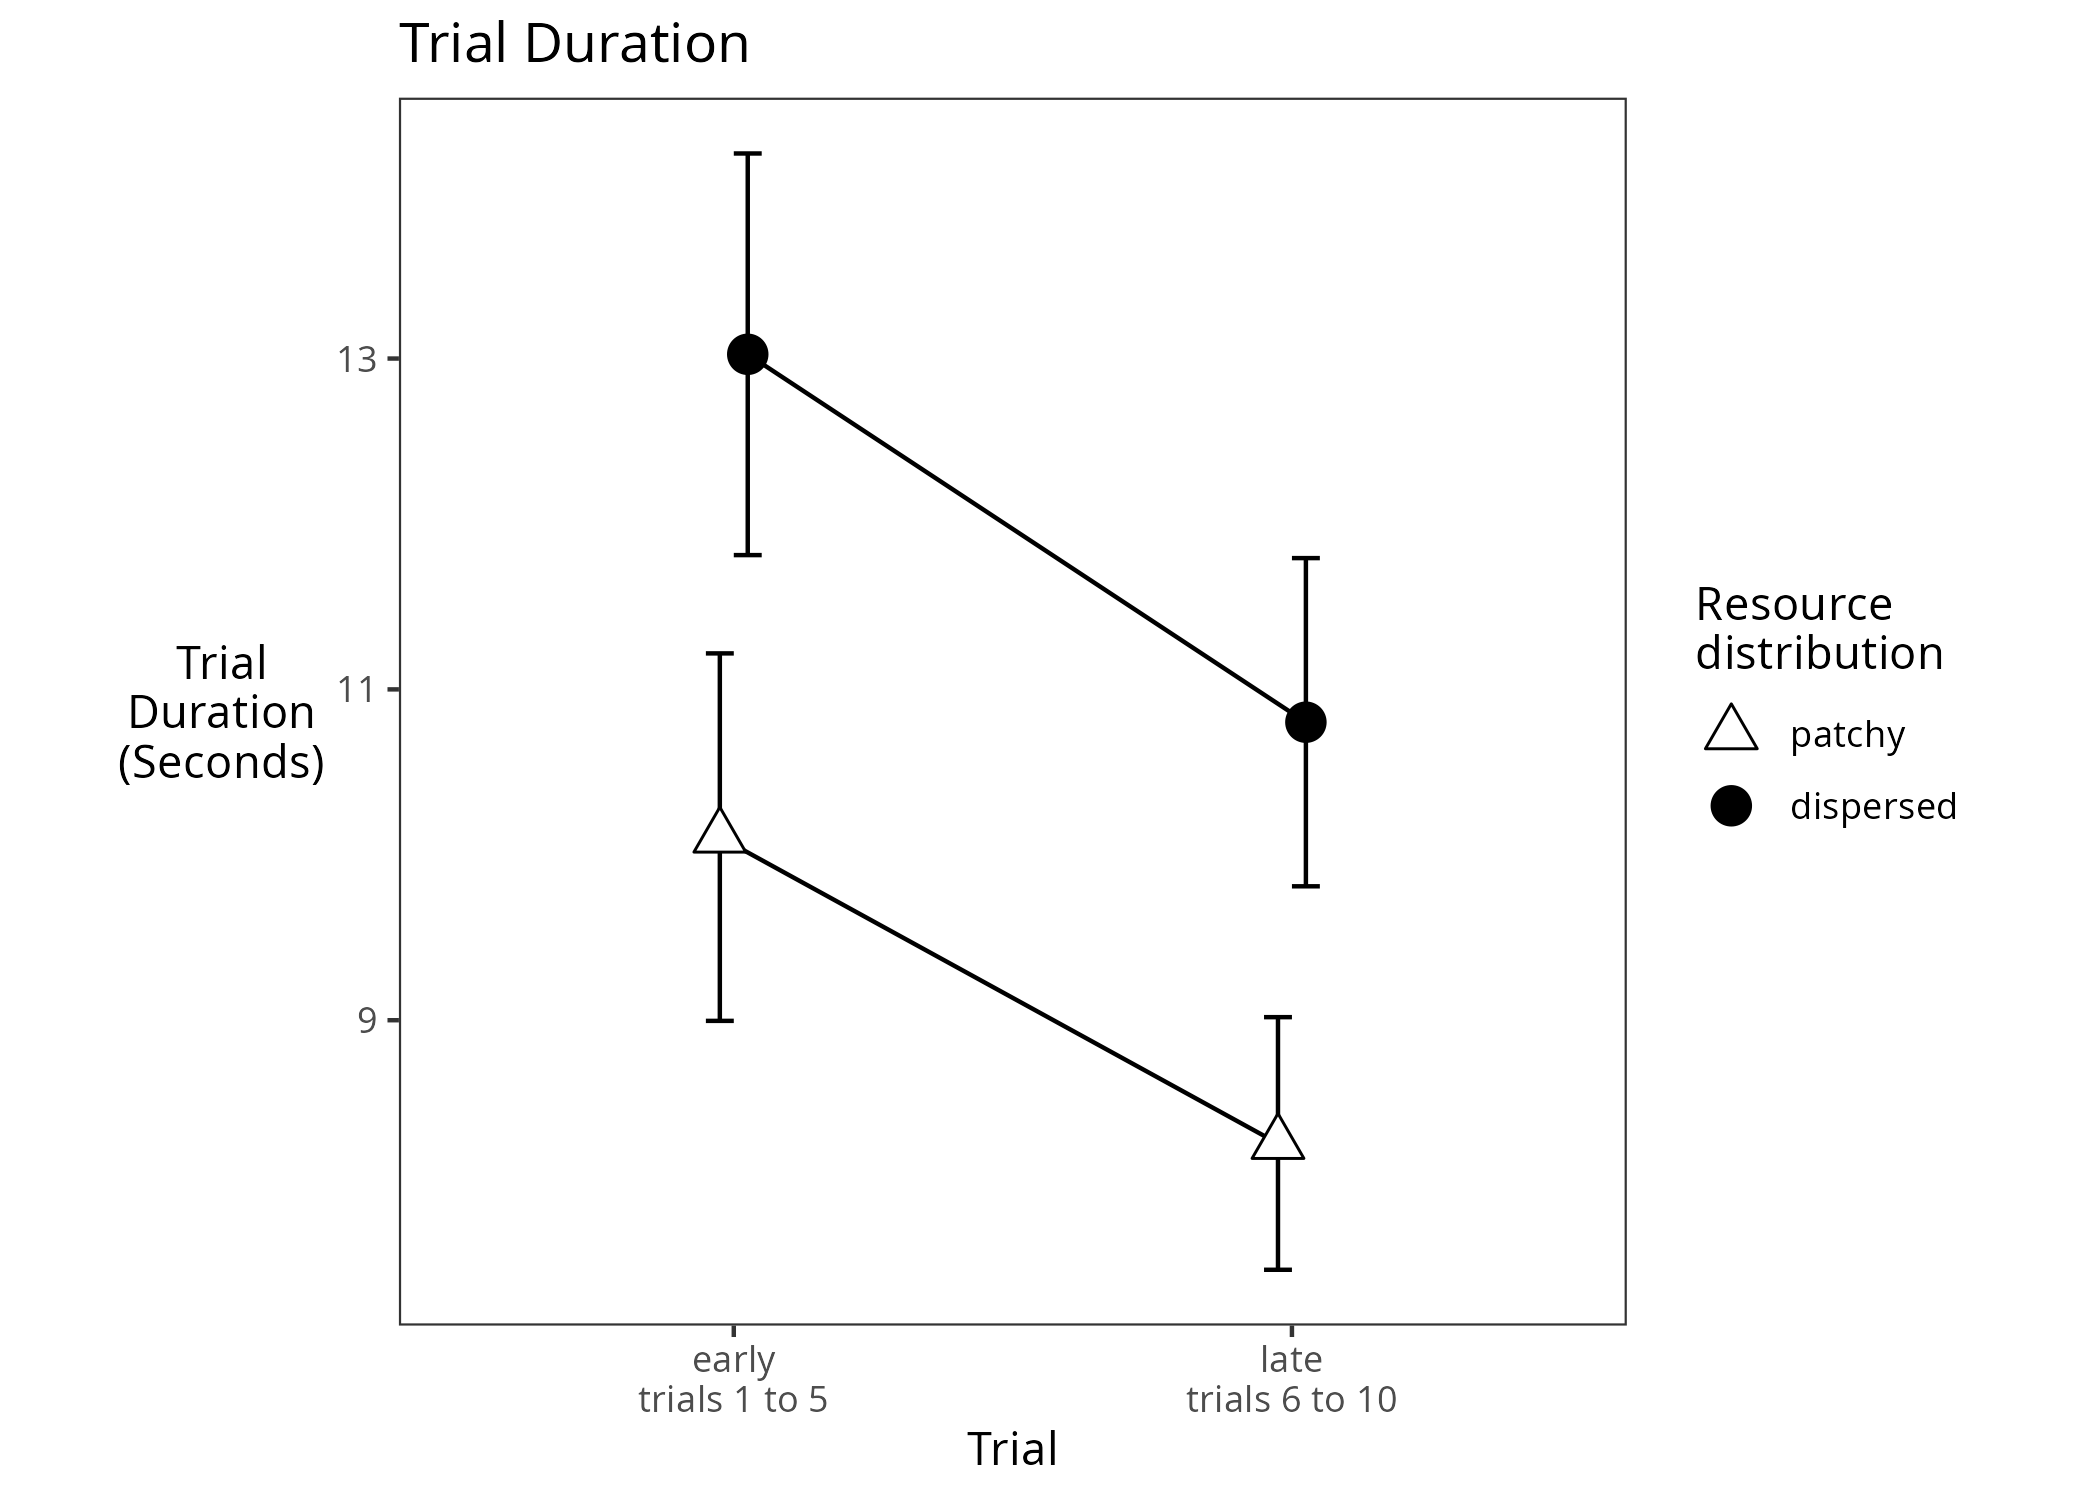 Trial Duration
13
11
9
Trial
Duration
(Seconds)
early
trials 1 to 5
late
trials 6 to 10
Trial
Resource
distribution
patchy
dispersed